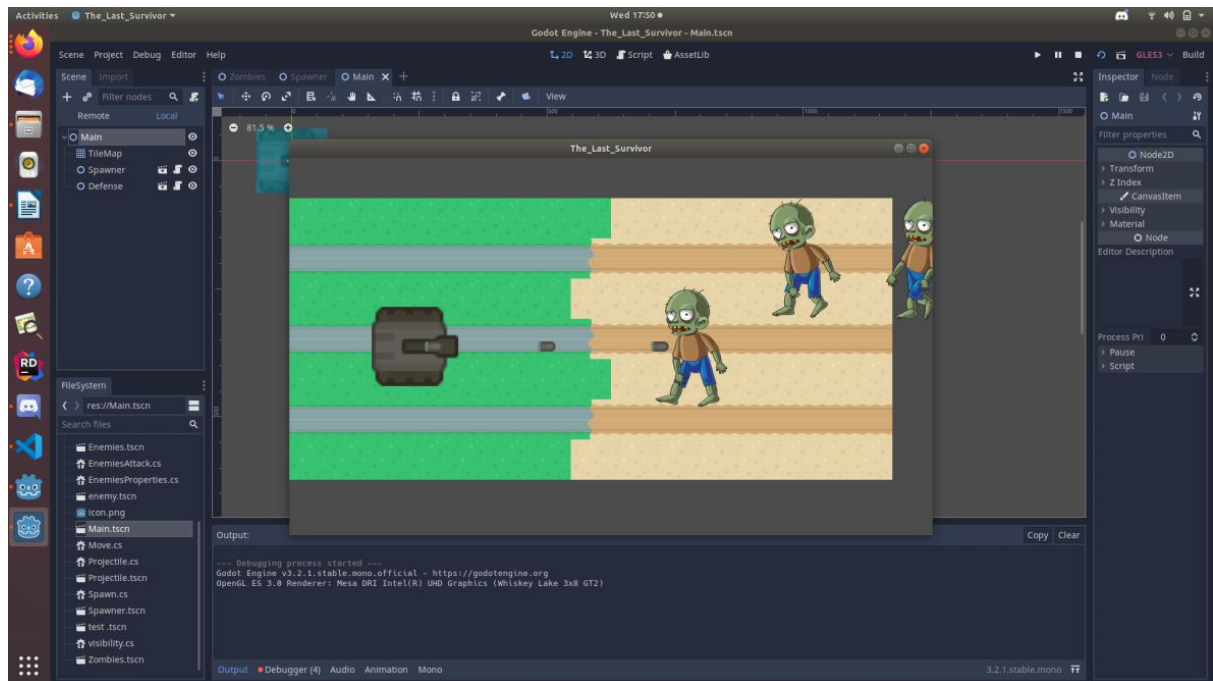 Activities The_Last_Survivor Wed 17:50
Godot Engine - The_Last_Survivor - Main.tscn
Scene Project Debug Editor Help 2D 3D Script AssetLib GLES3 Build
Scene Import Zombies Spawner Main Inspector Node
Filter nodes View
Remote Local
500 1000 1500
Main
81.5 %
Main
Filter properties
The_Last_Survivor
TileMap
Node2D
Spawner
Transform
Defense
Z Index
CanvasItem
Visibility
Material
Node
Editor Description
Process Pri 0
Pause
Script
RD
FileSystem
res://Main.tscn
Search files
Enemies.tscn
EnemiesAttack.cs
EnemiesProperties.cs
enemy.tscn
icon.png
Main.tscn
Move.cs
Projectile.cs
Projectile.tscn
Spawn.cs
Spawner.tscn
test .tscn
visibility.cs
Zombies.tscn
Output: Copy Clear
--- Debugging process started ---
Godot Engine v3.2.1.stable.mono.official - https://godotengine.org
OpenGL ES 3.0 Renderer: Mesa DRI Intel(R) UHD Graphics (Whiskey Lake 3x8 GT2)
Output Debugger (4) Audio Animation Mono 3.2.1.stable.mono